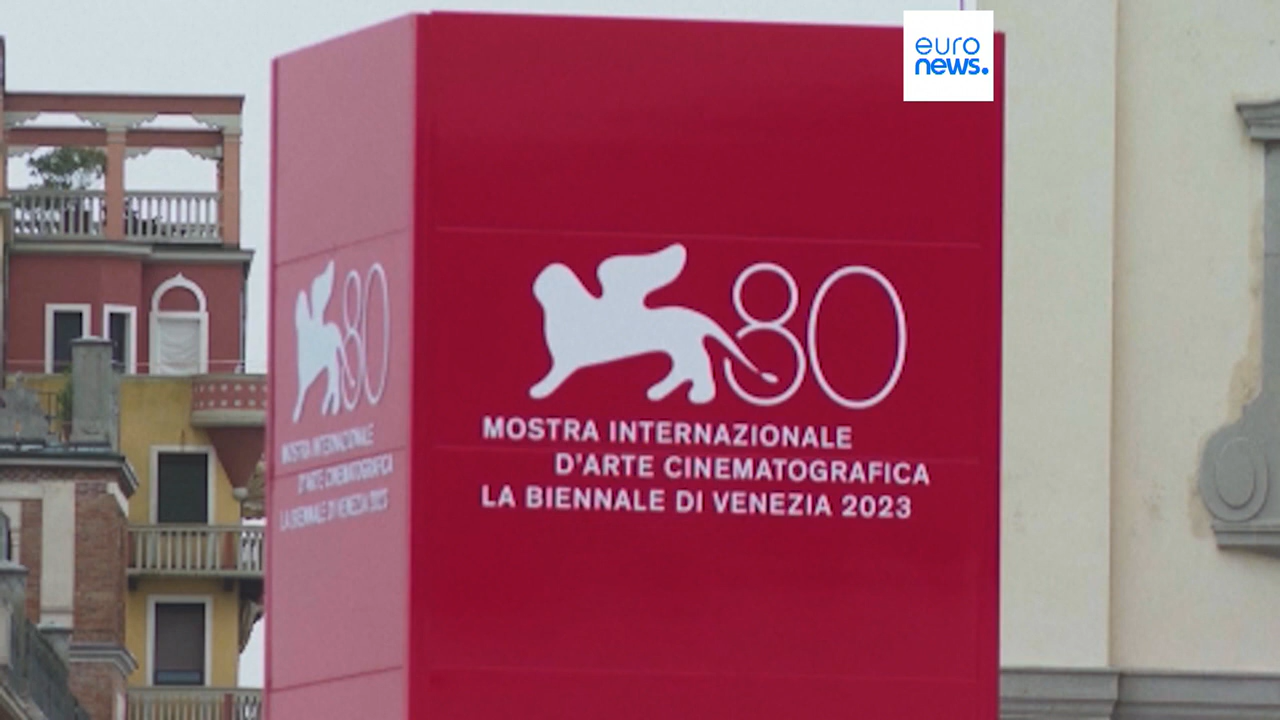 euro
news.
80
MOSTRA INTERNAZIONALE
D'ARTE CINEMATOGRAFICA
LA BIENNALE DI VENEZIA 2023
80
MOSTRA INTERNAZIONALE
D'ARTE CINEMATOGRAFICA
LA BIENNALE DI VENEZIA 2023